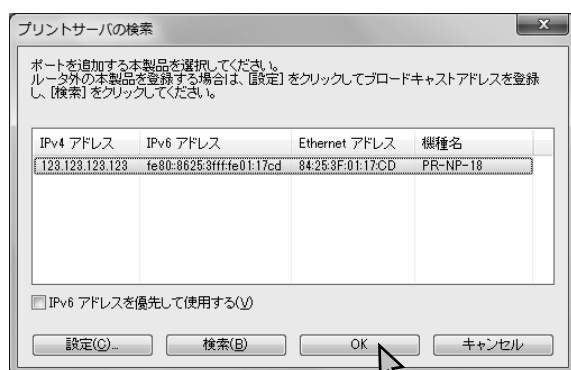 プリントサーバの検索
ポートを追加する本製品を選択してください。
ルータ外の本製品を登録する場合は、[設定] をクリックしてブロードキャストアドレスを登録
し、[検索] をクリックしてください。
IPv4 アドレス IPv6 アドレス Ethernet アドレス 機種名
123.123.123.123 fe80::8625:3fff:fe01:17cd 84:25:3F:01:17:CD PR-NP-18
IPv6 アドレスを優先して使用する(V)
設定(C)... 検索(B) OK キャンセル